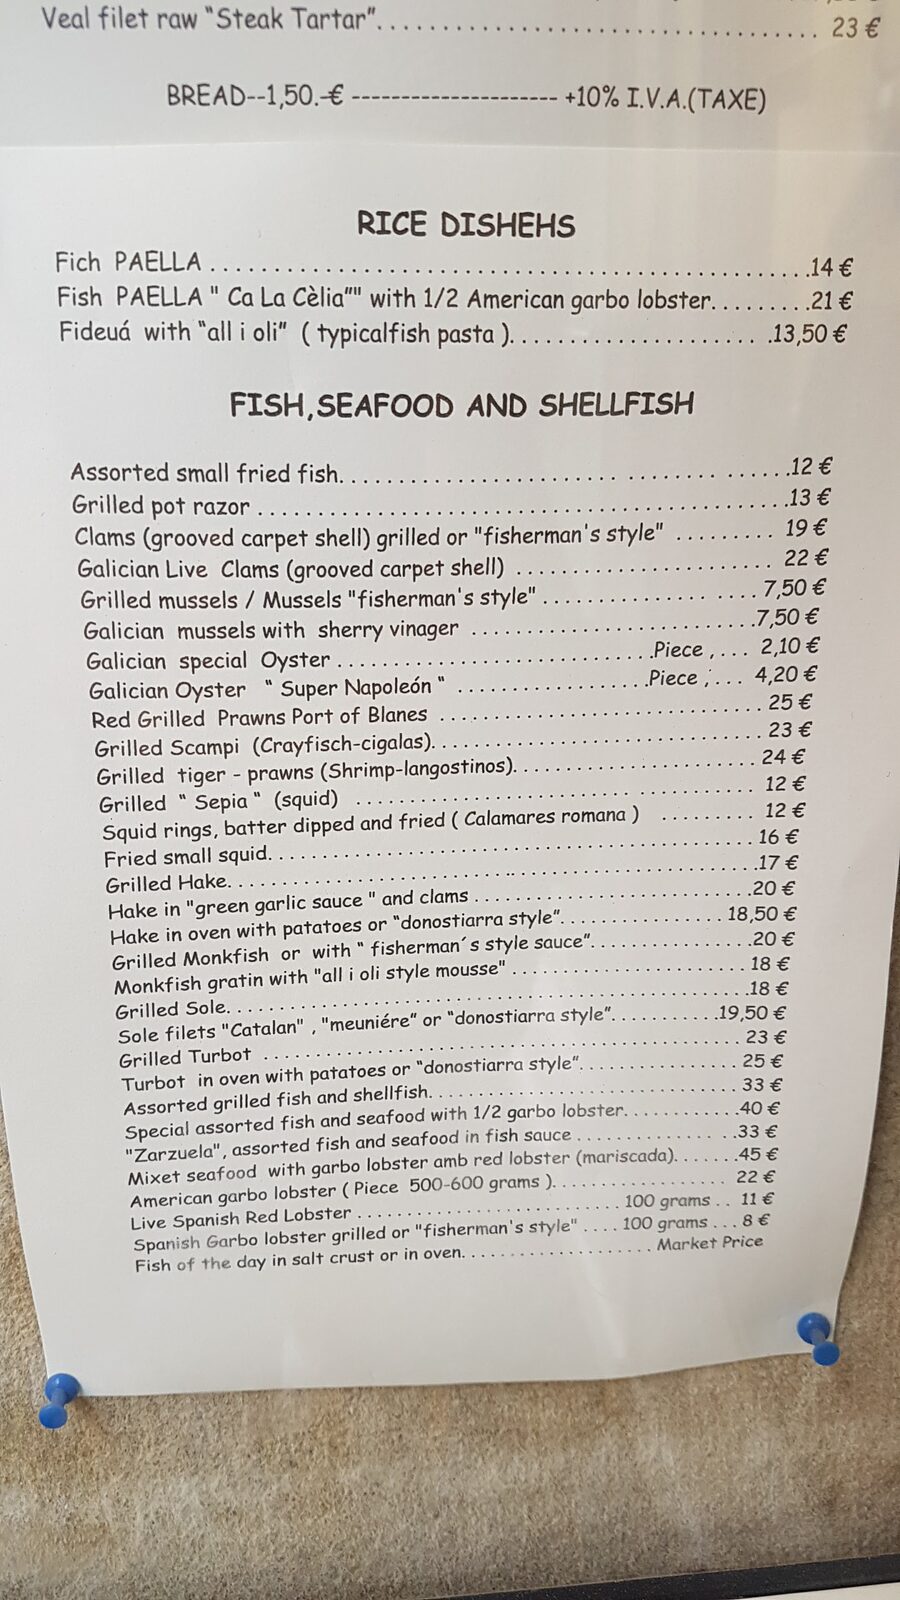 Veal filet raw “Steak Tartar”. . . . . . . . . . . . . . . . . . . . 23 €
BREAD--1,50.-€ --------------------- +10% I.V.A.(TAXE)
RICE DISHEHS
Fich PAELLA . . . . . . . . . . . . . . . . . . . . .14 €
Fish PAELLA " Ca La Cèlia”" with 1/2 American garbo lobster. . . . . . . . .21 €
Fideuá with “all i oli” ( typicalfish pasta ). . . . . . . . . . . . . . . . . .13,50 €
FISH,SEAFOOD AND SHELLFISH
Assorted small fried fish. . . . . . . . . . . . . . . . . . . . .12 €
Grilled pot razor . . . . . . . . . . . . . . . . . . . . .13 €
Clams (grooved carpet shell) grilled or "fisherman's style" . . . . . . . . . 19 €
Galician Live Clams (grooved carpet shell) . . . . . . . . . . . . . . . . . . 22 €
Grilled mussels / Mussels "fisherman's style" . . . . . . . . . . . . . . . . . 7,50 €
Galician mussels with sherry vinager . . . . . . . . . . . . . . . . . . . .7,50 €
Galician special Oyster . . . . . . . . . . . . . . . . . . . .Piece , . . . 2,10 €
Galician Oyster “ Super Napoleón “ . . . . . . . . . . . . . . .Piece , . . . 4,20 €
Red Grilled Prawns Port of Blanes . . . . . . . . . . . . . . . . . . . . 25 €
Grilled Scampi (Crayfisch-cigalas). . . . . . . . . . . . . . . . . . . . 23 €
Grilled tiger - prawns (Shrimp-langostinos). . . . . . . . . . . . . . . . . 24 €
Grilled “ Sepia “ (squid) . . . . . . . . . . . . . . . . . . . . 12 €
Squid rings, batter dipped and fried ( Calamares romana ) . . . . . . . . . 12 €
Fried small squid. . . . . . . . . . . . . . . . . . . . 16 €
Grilled Hake. . . . . . . . . . . . . . . . . . . . .17 €
Hake in "green garlic sauce " and clams . . . . . . . . . . . . . . . . . . .20 €
Hake in oven with patatoes or “donostiarra style”. . . . . . . . . . . . 18,50 €
Grilled Monkfish or with “ fisherman´s style sauce”. . . . . . . . . . . . .20 €
Monkfish gratin with "all i oli style mousse" . . . . . . . . . . . . . . . . 18 €
Grilled Sole. . . . . . . . . . . . . . . . . . . . .18 €
Sole filets "Catalan" , "meuniére” or “donostiarra style”. . . . . . . . .19,50 €
Grilled Turbot . . . . . . . . . . . . . . . . . . . . 23 €
Turbot in oven with patatoes or “donostiarra style”. . . . . . . . . . . . 25 €
Assorted grilled fish and shellfish. . . . . . . . . . . . . . . . . . . . 33 €
Special assorted fish and seafood with 1/2 garbo lobster. . . . . . . . . .40 €
"Zarzuela", assorted fish and seafood in fish sauce . . . . . . . . . . . .33 €
Mixet seafood with garbo lobster amb red lobster (mariscada). . . . . . .45 €
American garbo lobster ( Piece 500-600 grams ). . . . . . . . . . . . . . 22 €
Live Spanish Red Lobster . . . . . . . . . . . . . . . . . . 100 grams . . 11 €
Spanish Garbo lobster grilled or "fisherman's style" . . . . 100 grams . . . 8 €
Fish of the day in salt crust or in oven. . . . . . . . . . . . . . . . Market Price